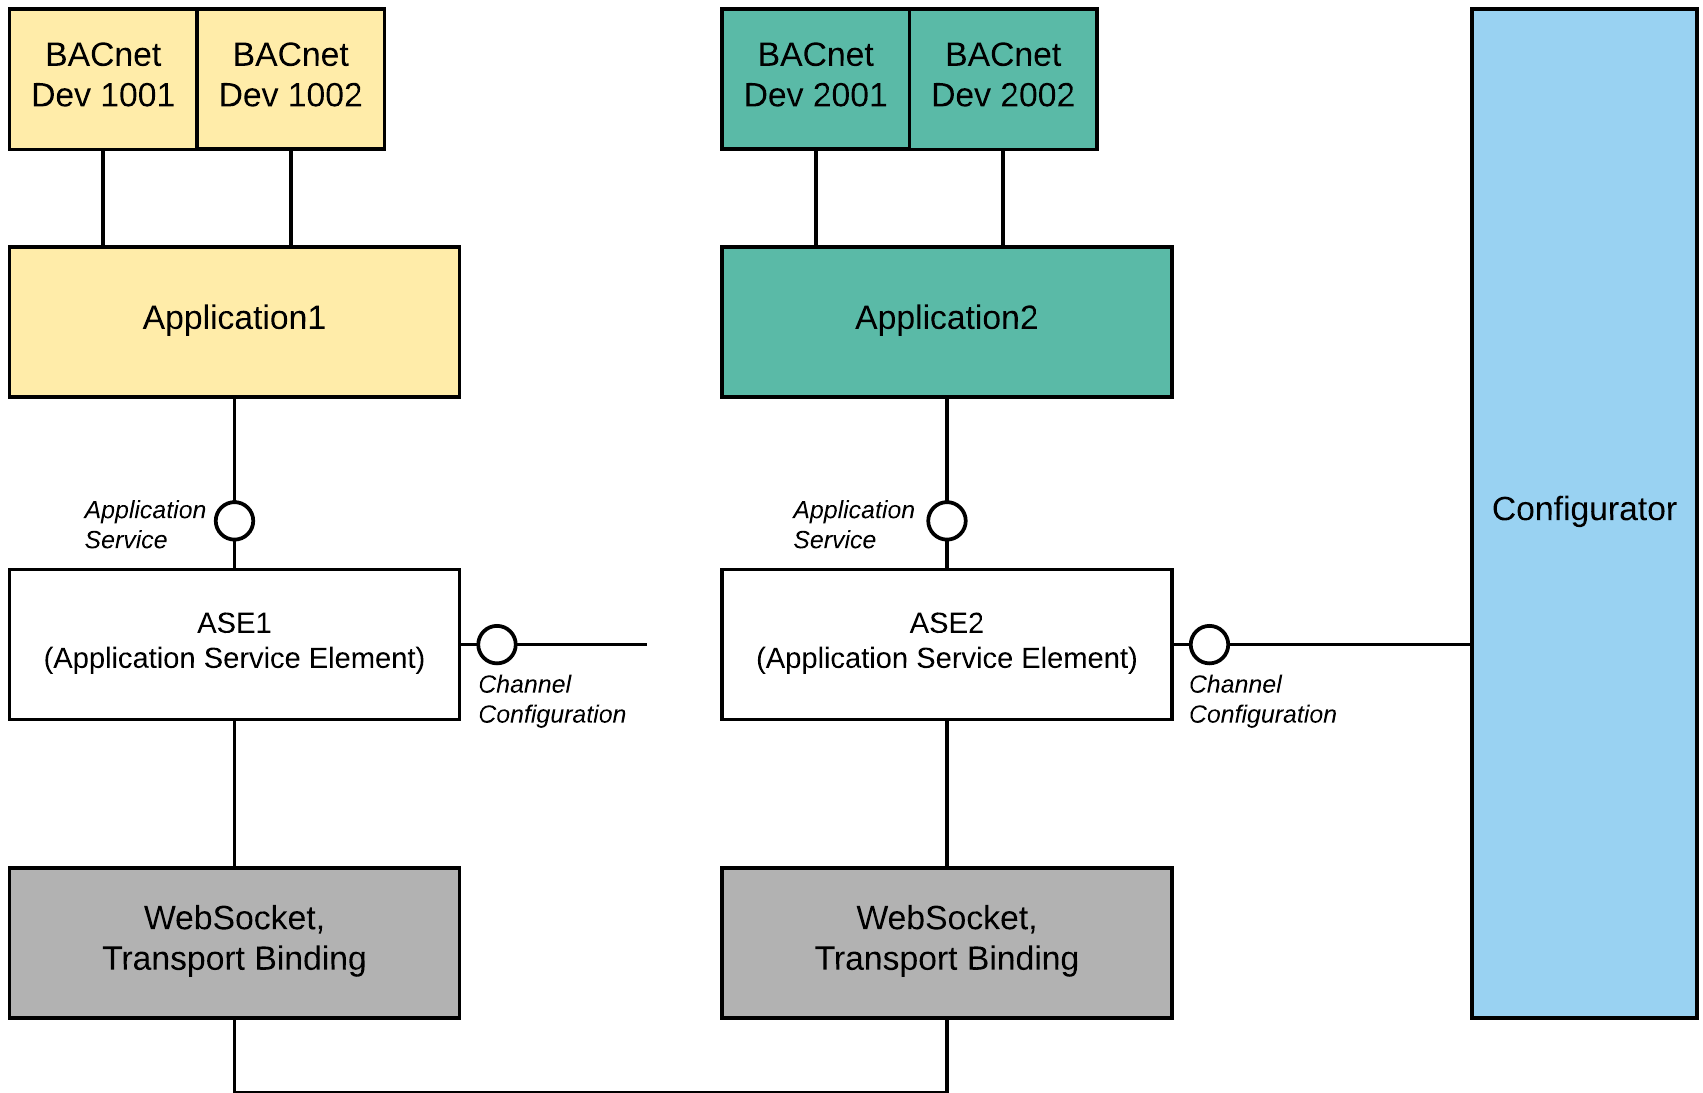 BACnet
Dev 1001
BACnet
Dev 1002
BACnet
Dev 2001
BACnet
Dev 2002
Application1
Application2
Configurator
Application
Service
Application
Service
ASE1
(Application Service Element)
Channel
Configuration
ASE2
(Application Service Element)
Channel
Configuration
WebSocket,
Transport Binding
WebSocket,
Transport Binding